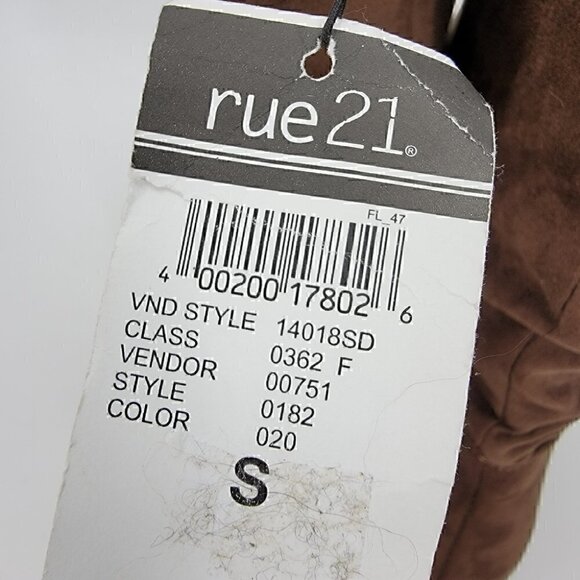 rue21®
FL_47
4 00200 17802 6
VND STYLE 14018SD
CLASS 0362 F
VENDOR 00751
STYLE 0182
COLOR 020
S